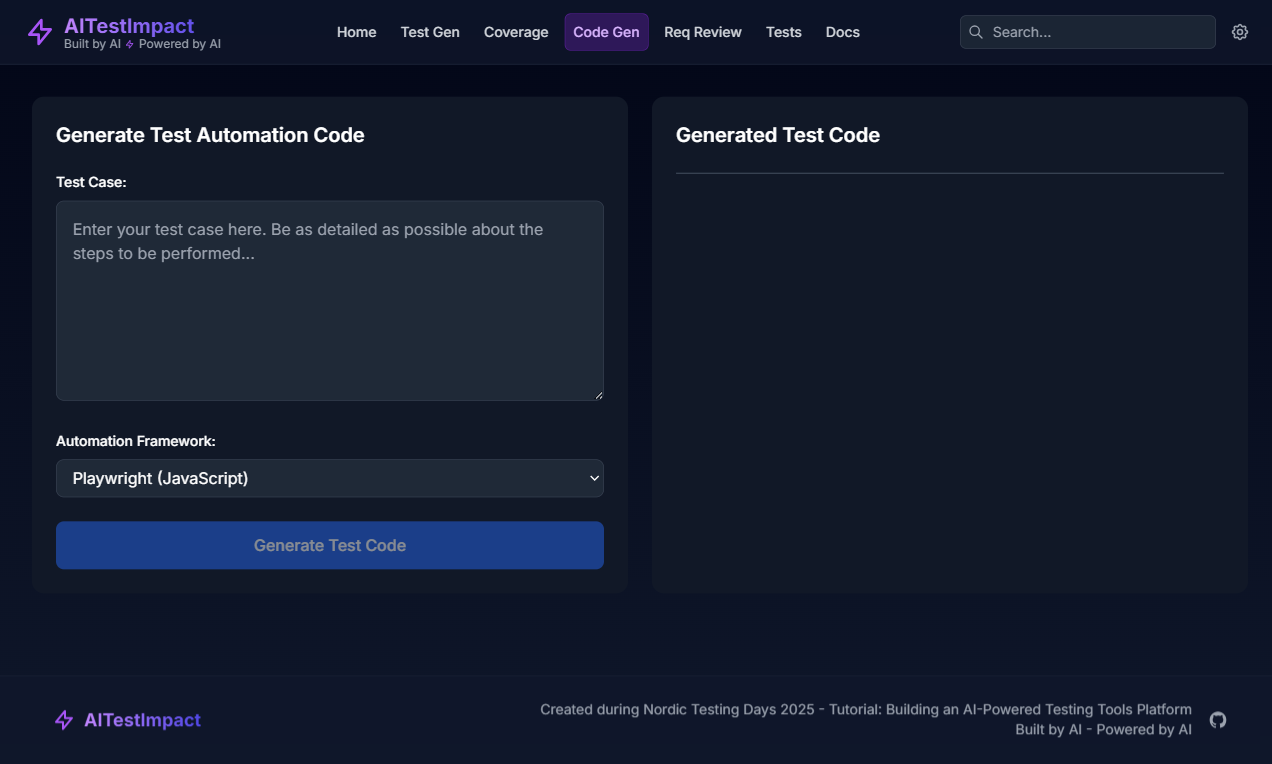 AITestImpact
Built by AI Powered by AI
Home Test Gen Coverage Code Gen Req Review Tests Docs
Search...
Generate Test Automation Code
Test Case:
Enter your test case here. Be as detailed as possible about the
steps to be performed...
Automation Framework:
Playwright (JavaScript)
Generate Test Code
Generated Test Code
AITestImpact
Created during Nordic Testing Days 2025 - Tutorial: Building an AI-Powered Testing Tools Platform
Built by AI - Powered by AI